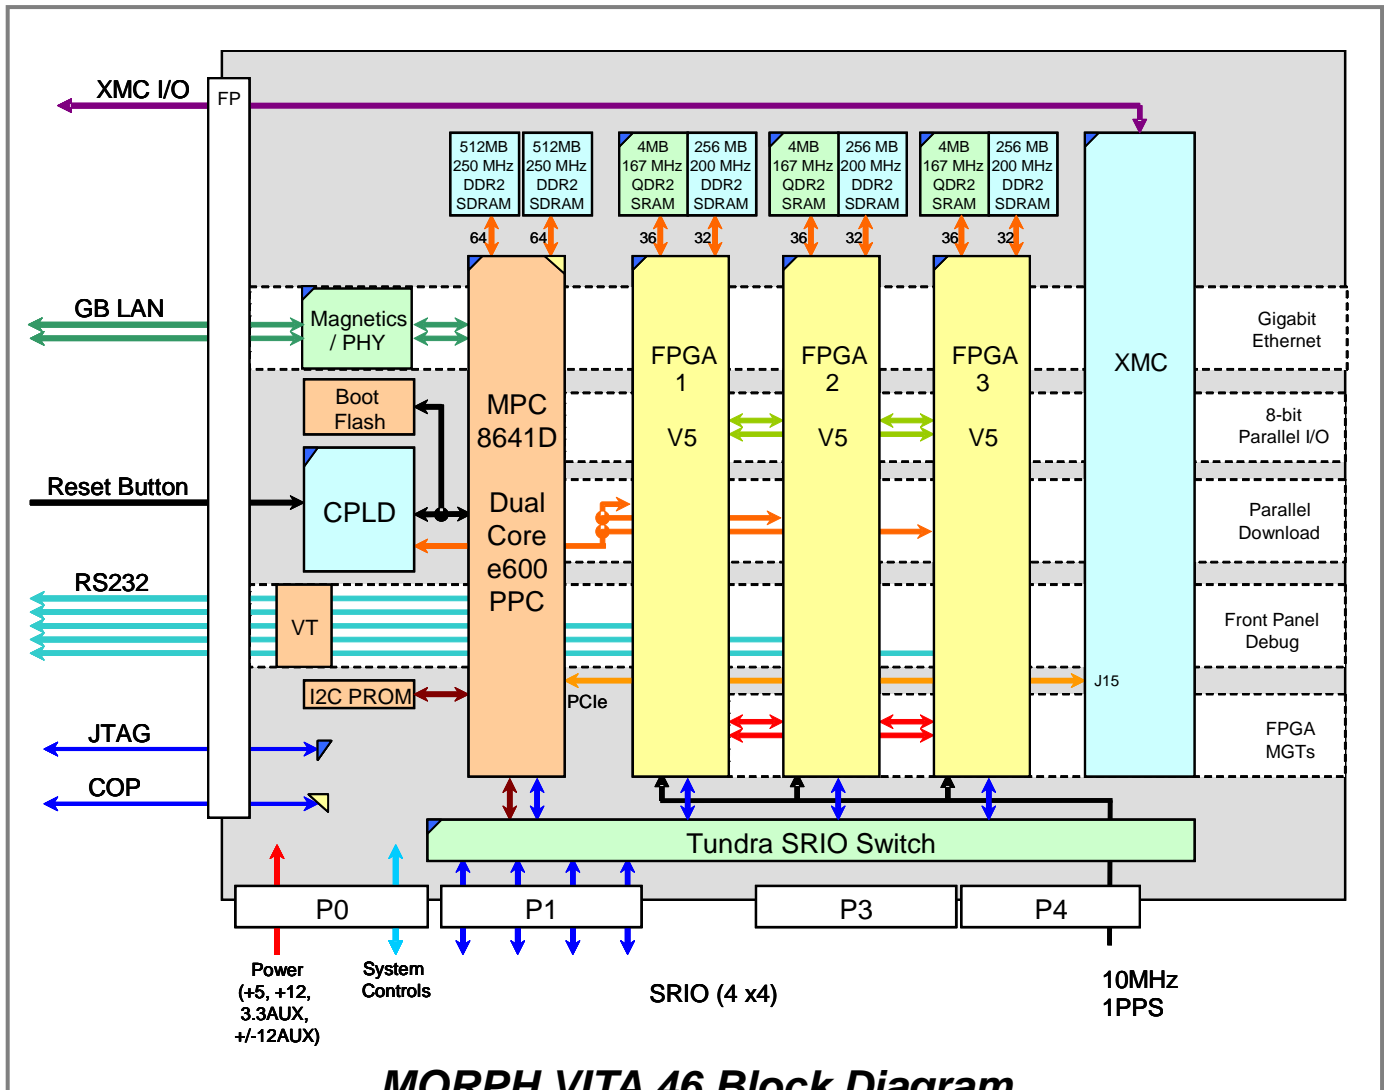 XMC I/O
FP
512MB
250 MHz
DDR2
SDRAM
512MB
250 MHz
DDR2
SDRAM
4MB
167 MHz
QDR2
SRAM
256 MB
200 MHz
DDR2
SDRAM
4MB
167 MHz
QDR2
SRAM
256 MB
200 MHz
DDR2
SDRAM
4MB
167 MHz
QDR2
SRAM
256 MB
200 MHz
DDR2
SDRAM
64
64
36
32
36
32
36
32
GB LAN
Magnetics
/ PHY
Gigabit
Ethernet
FPGA
1
V5
FPGA
2
V5
FPGA
3
V5
XMC
Boot
Flash
MPC
8641D
Dual
Core
e600
PPC
8-bit
Parallel I/O
Reset Button
CPLD
Parallel
Download
RS232
VT
Front Panel
Debug
I2C PROM
PCIe
J15
JTAG
FPGA
MGTs
COP
Tundra SRIO Switch
P0
P1
P3
P4
Power
(+5, +12,
3.3AUX,
+/-12AUX)
System
Controls
SRIO (4 x4)
10MHz
1PPS
MORPH VITA 46 Block Diagram